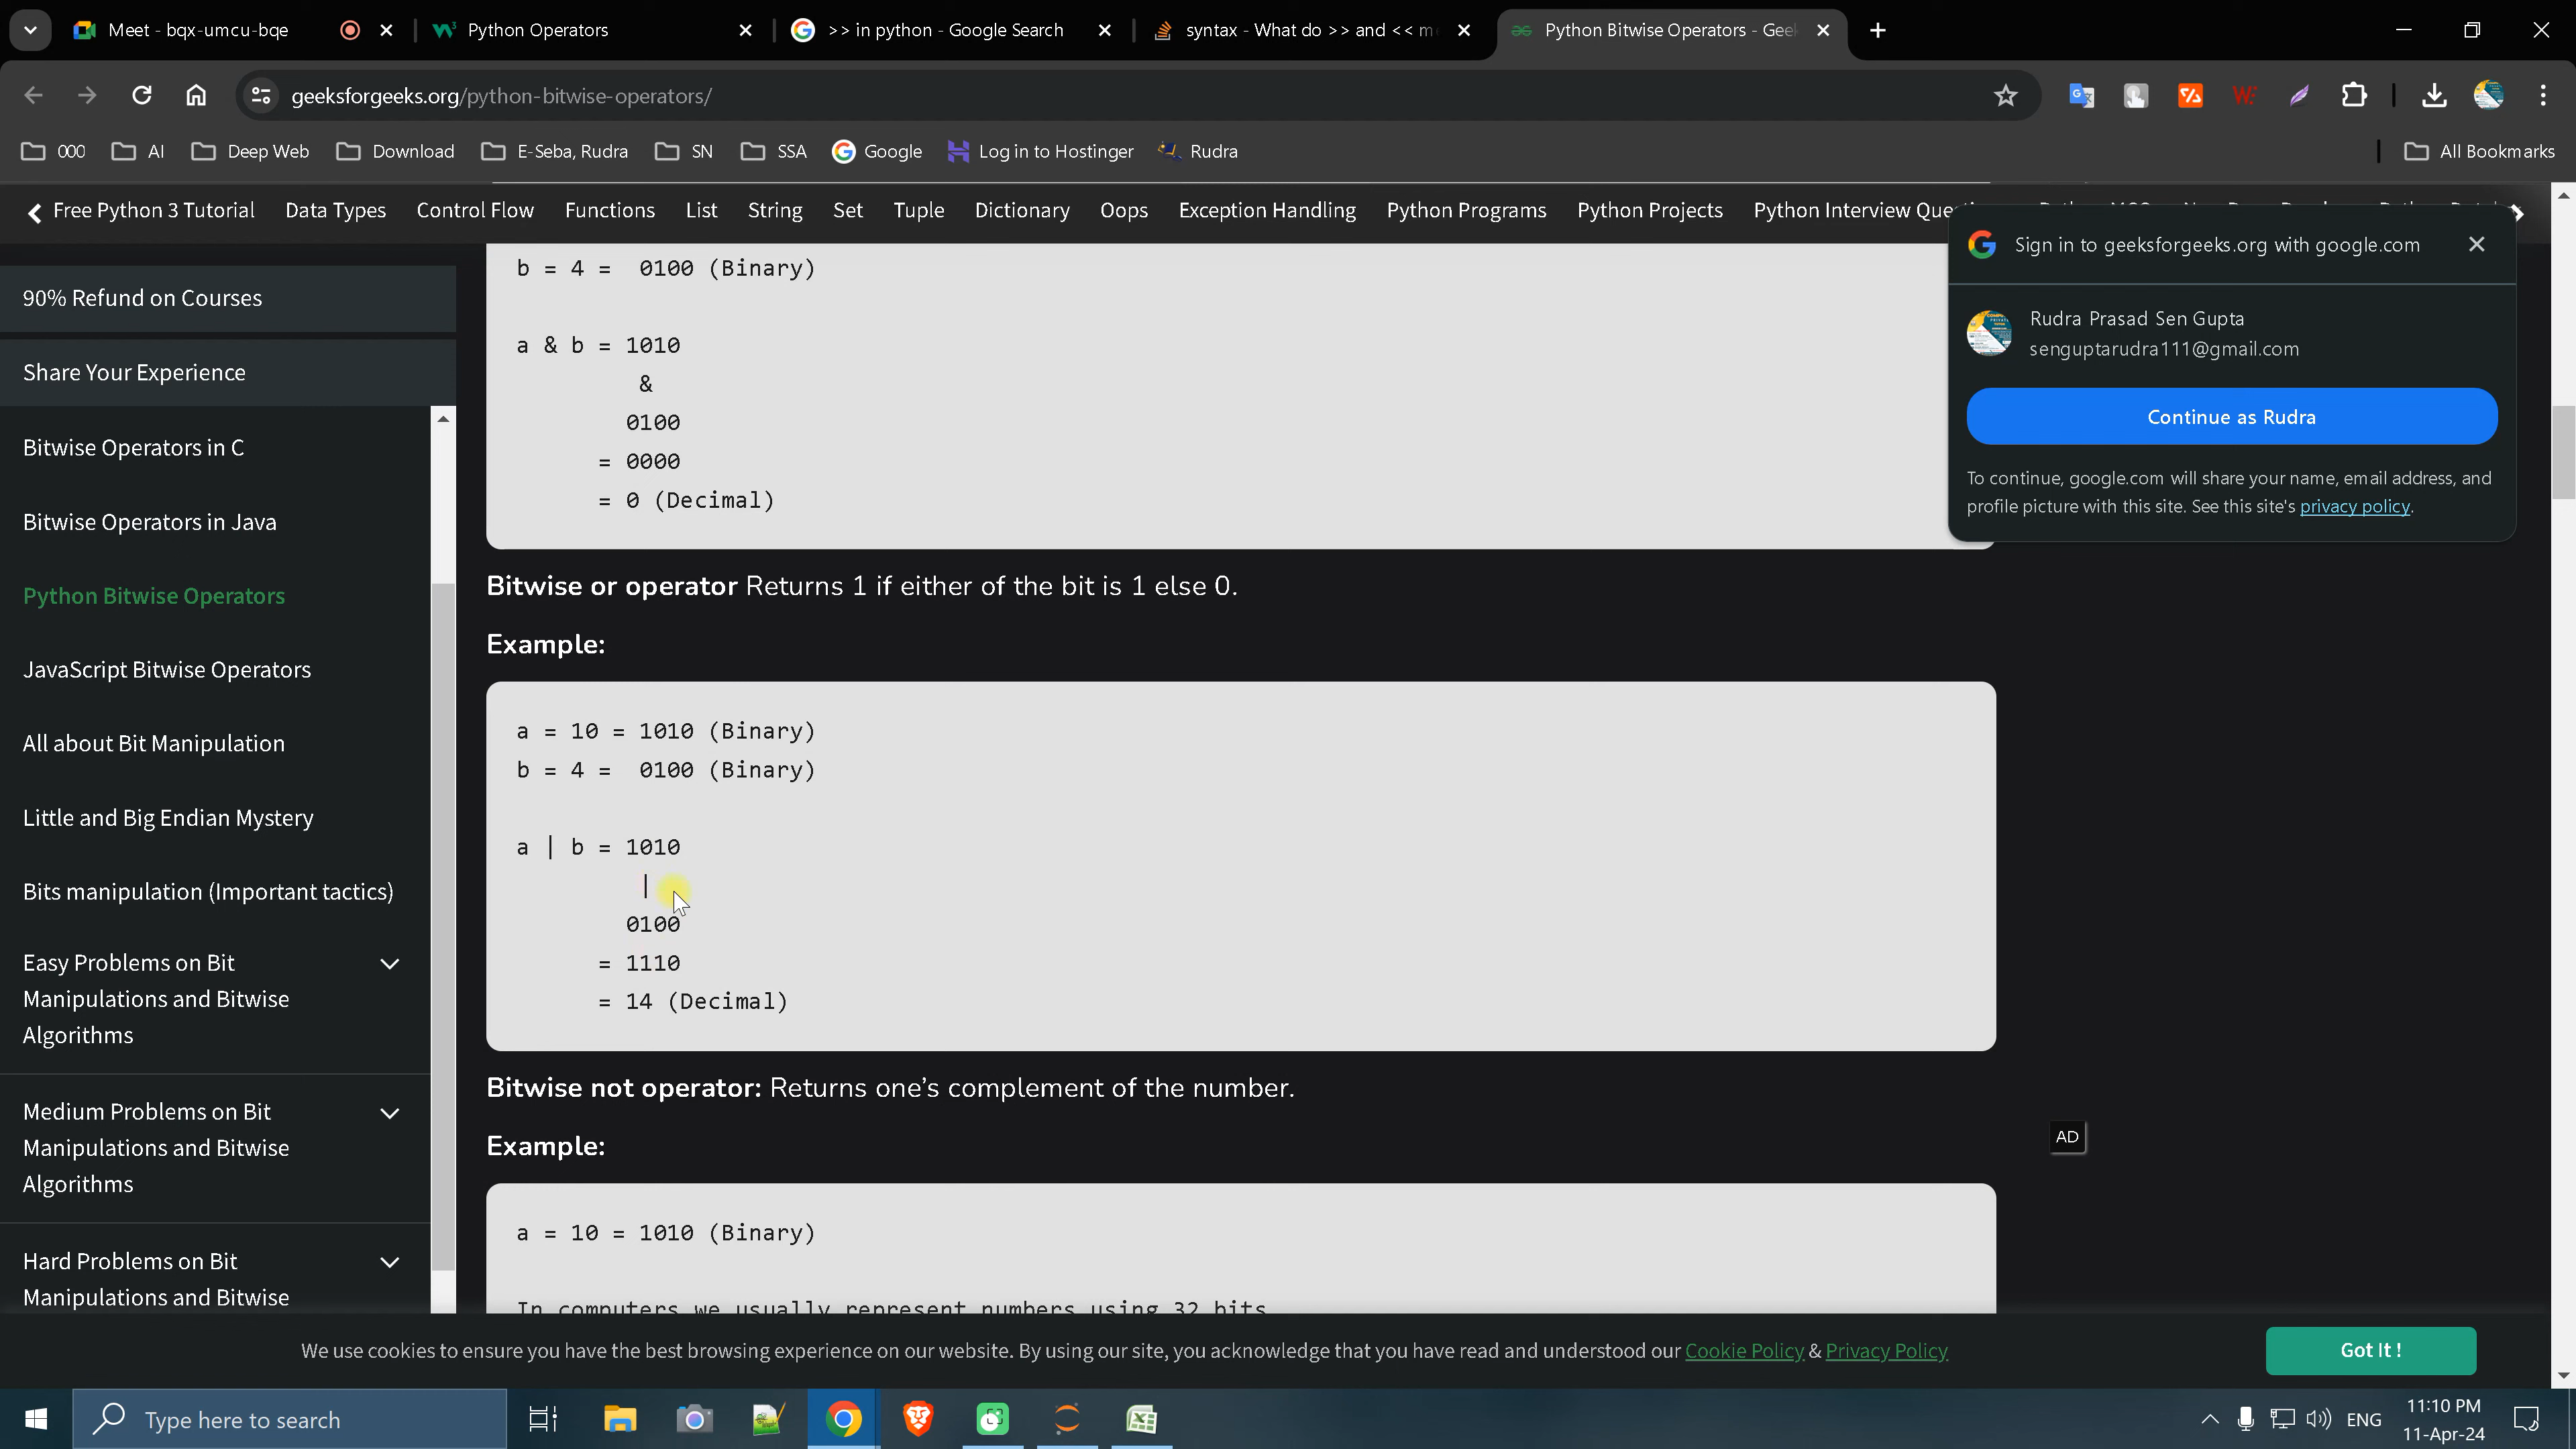 Meet - bqx-umcu-bqe
Python Operators
>> in python - Google Search
syntax - What do >> and << m
Python Bitwise Operators - Gee
geeksforgeeks.org/python-bitwise-operators/
000
AI
Deep Web
Download
E-Seba, Rudra
SN
SSA
Google
Log in to Hostinger
Rudra
All Bookmarks
Free Python 3 Tutorial
Data Types
Control Flow
Functions
List
String
Set
Tuple
Dictionary
Oops
Exception Handling
Python Programs
Python Projects
Python Interview Que
90% Refund on Courses
Share Your Experience
Bitwise Operators in C
Bitwise Operators in Java
Python Bitwise Operators
JavaScript Bitwise Operators
All about Bit Manipulation
Little and Big Endian Mystery
Bits manipulation (Important tactics)
Easy Problems on Bit
Manipulations and Bitwise
Algorithms
Medium Problems on Bit
Manipulations and Bitwise
Algorithms
Hard Problems on Bit
Manipulations and Bitwise
b = 4 =  0100 (Binary)
a & b = 1010
&
0100
= 0000
= 0 (Decimal)
Bitwise or operator Returns 1 if either of the bit is 1 else 0.
Example:
a = 10 = 1010 (Binary)
b = 4 =  0100 (Binary)
a | b = 1010
|
0100
= 1110
= 14 (Decimal)
Bitwise not operator: Returns one’s complement of the number.
Example:
a = 10 = 1010 (Binary)
In computers we usually represent numbers using 32 bits
Sign in to geeksforgeeks.org with google.com
Rudra Prasad Sen Gupta
senguptarudra111@gmail.com
Continue as Rudra
To continue, google.com will share your name, email address, and
profile picture with this site. See this site's privacy policy.
AD
We use cookies to ensure you have the best browsing experience on our website. By using our site, you acknowledge that you have read and understood our Cookie Policy & Privacy Policy
Got It !
Type here to search
ENG
11:10 PM
11-Apr-24